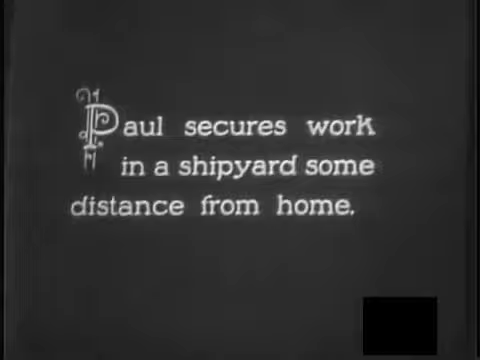 Paul secures work
in a shipyard some
distance from home.